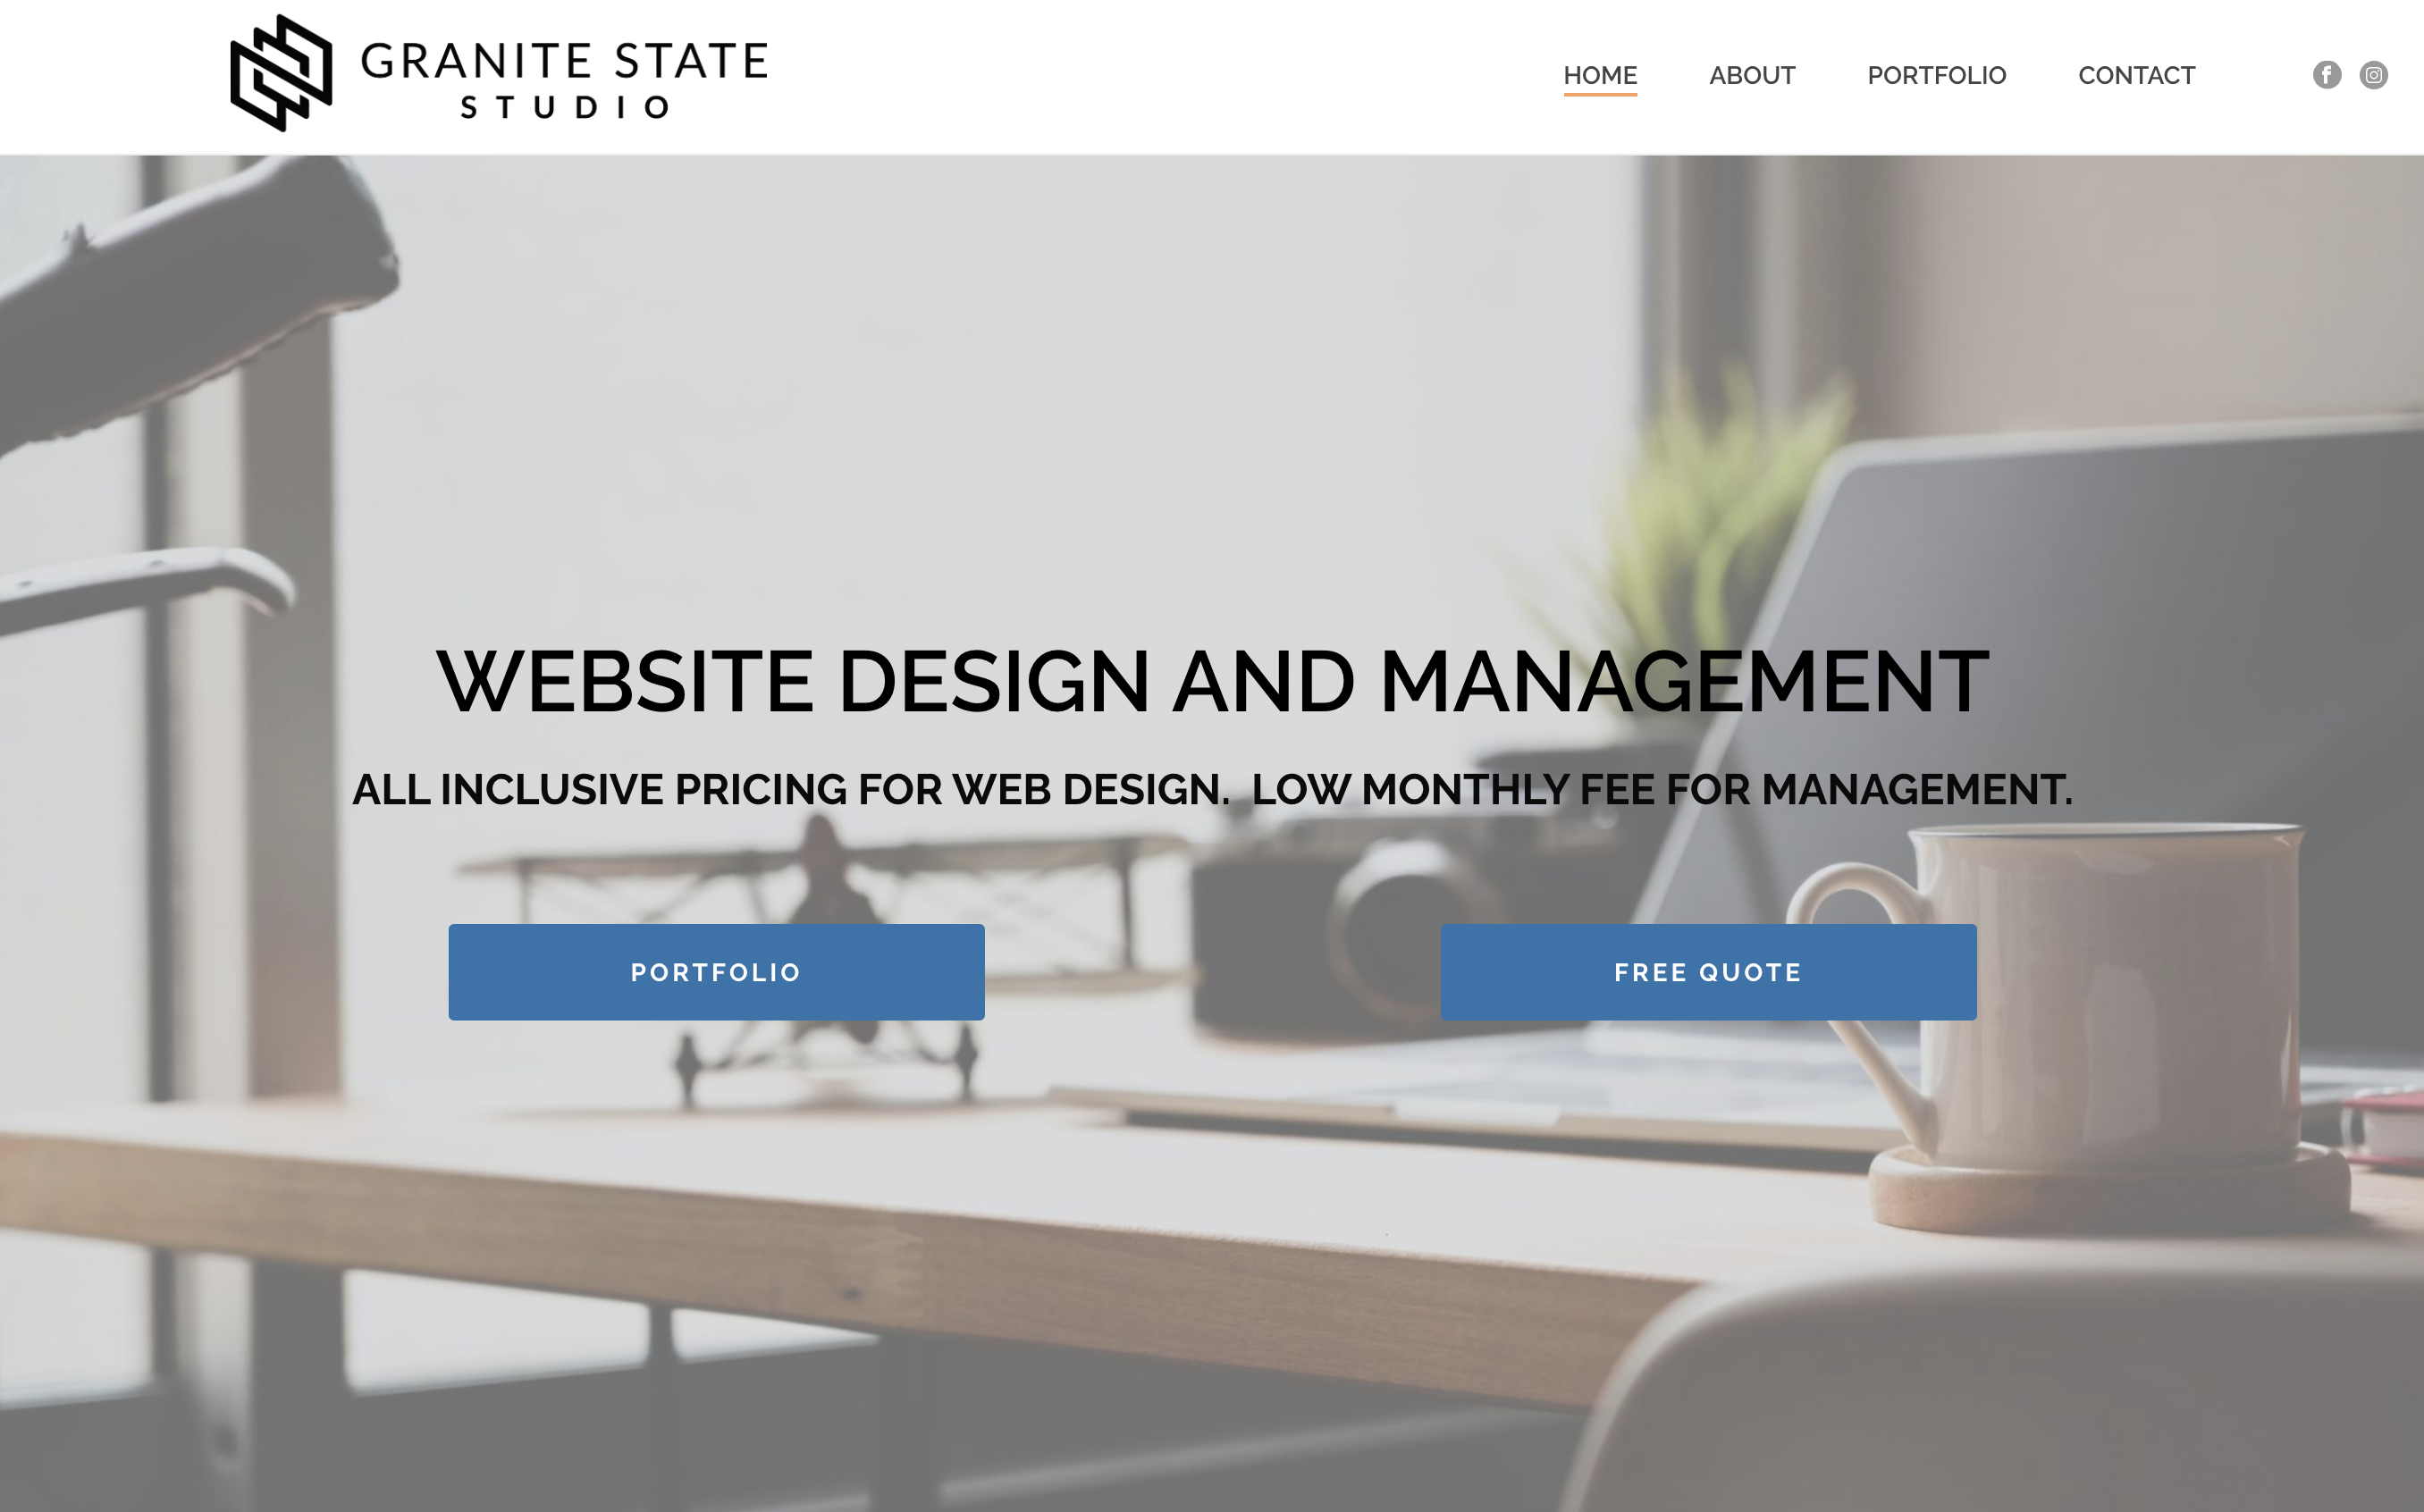 GRANITE STATE
STUDIO
HOME ABOUT PORTFOLIO CONTACT
WEBSITE DESIGN AND MANAGEMENT
ALL INCLUSIVE PRICING FOR WEB DESIGN. LOW MONTHLY FEE FOR MANAGEMENT.
PORTFOLIO FREE QUOTE